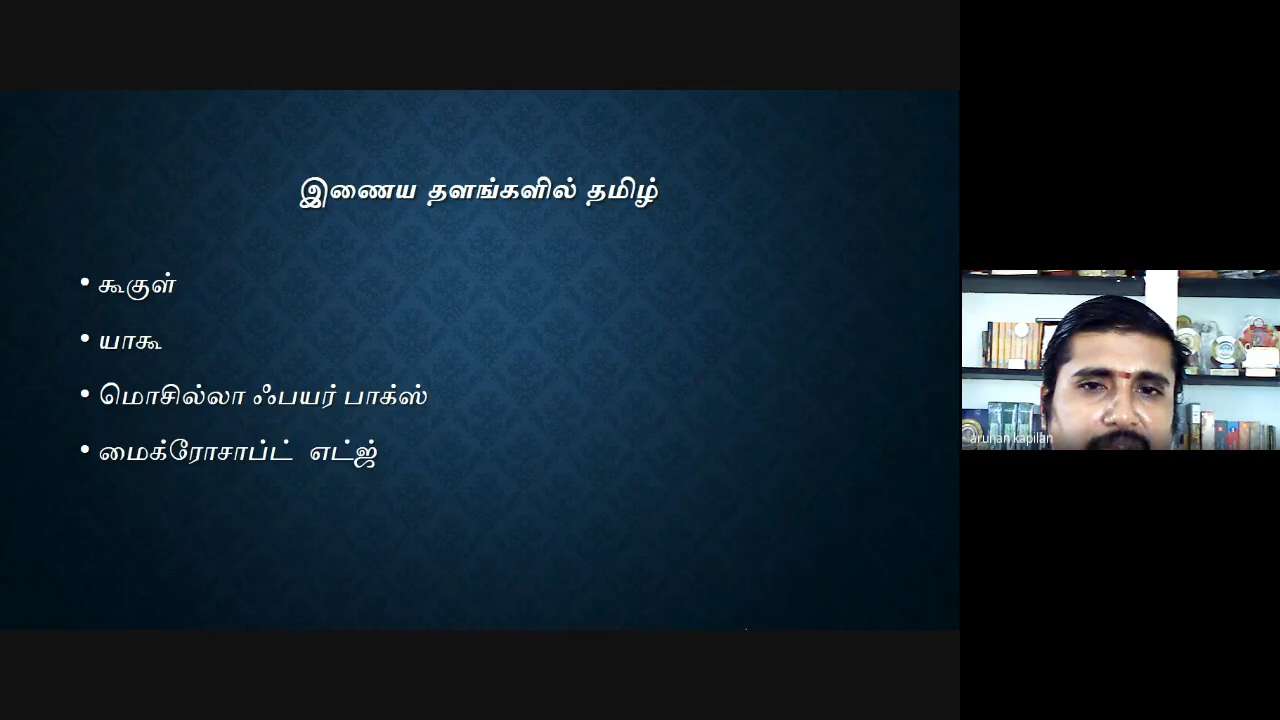 இணைய தளங்களில் தமிழ்
• கூகுள்
• யாகூ
• மொசில்லா ஃபயர் பாக்ஸ்
• மைக்ரோசாப்ட் எட்ஜ்
arunan kapilan